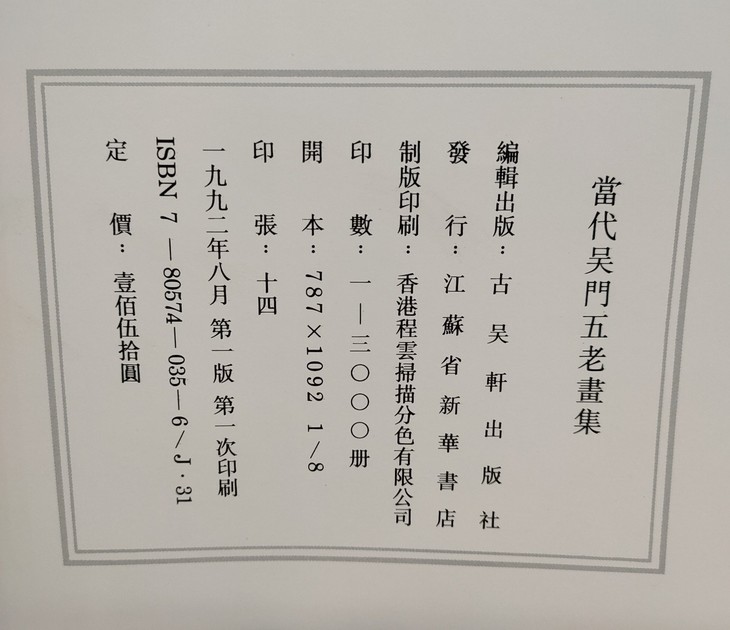 當代吴門五老畫集
編輯出版：古吴軒出版社
發行：江蘇省新華書店
制版印刷：香港程雲掃描分色有限公司
印數：一—三〇〇〇册
開本：787×1092 1/8
印張：十四
一九九二年八月 第一版 第一次印刷
ISBN 7—80574—035—6/J·31
定價：壹佰伍拾圓